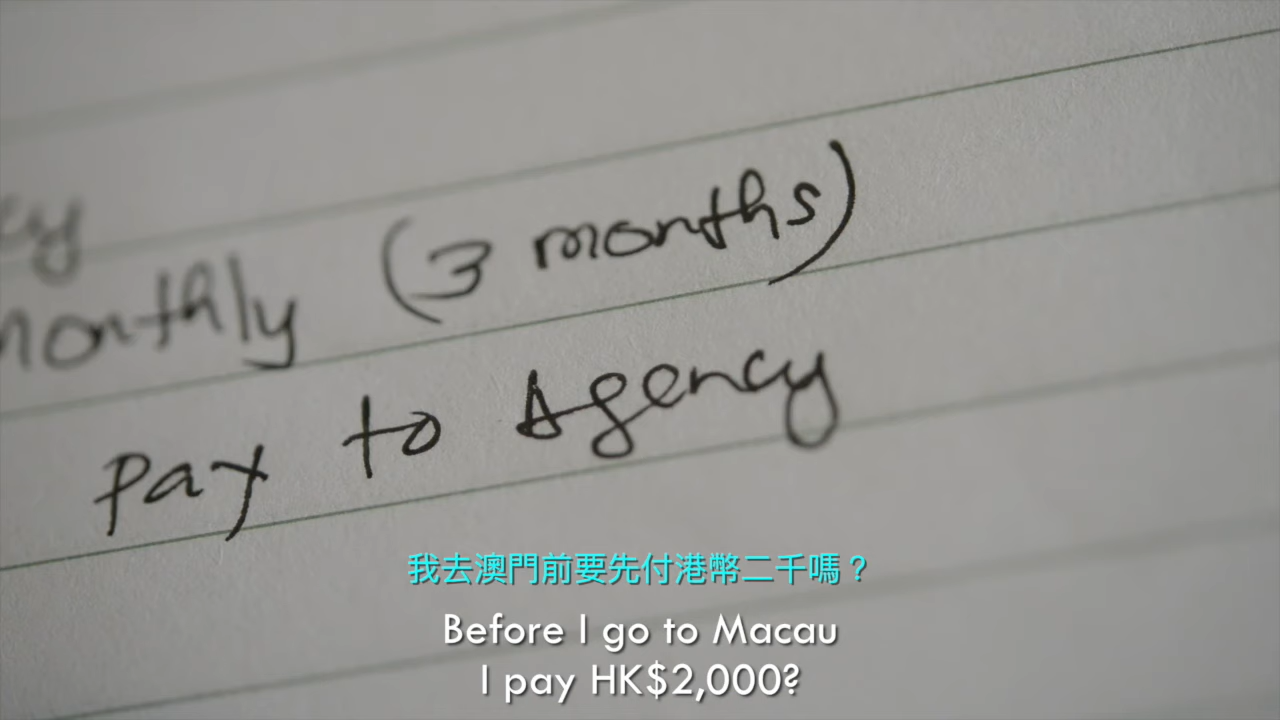 monthly (3 months)
Pay to Agency
我去澳門前要先付港幣二千嗎？
Before I go to Macau
I pay HK$2,000?